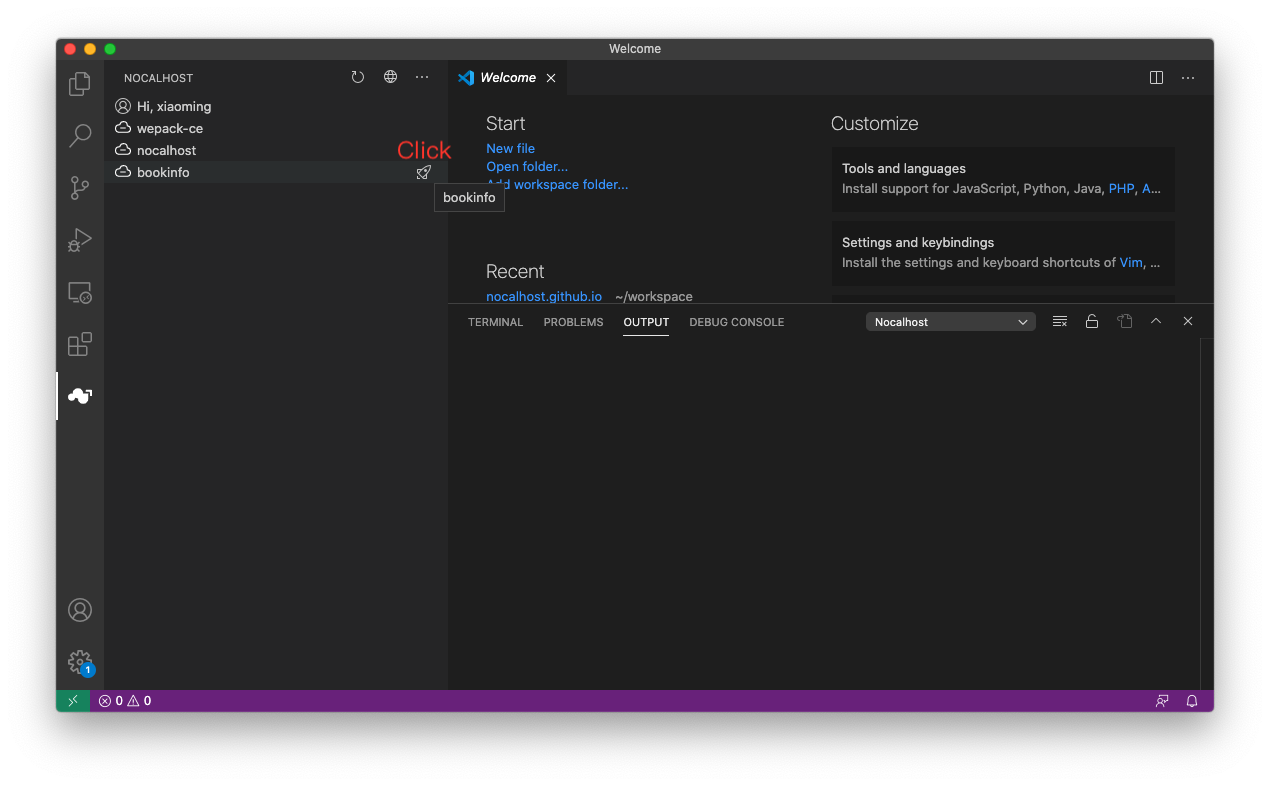 Welcome
NOCALHOST
Hi, xiaoming
wepack-ce
nocalhost
bookinfo
Click
bookinfo
Welcome
Start
New file
Open folder...
Add workspace folder...
Recent
nocalhost.github.io ~/workspace
Customize
Tools and languages
Install support for JavaScript, Python, Java, PHP, A...
Settings and keybindings
Install the settings and keyboard shortcuts of Vim, ...
TERMINAL PROBLEMS OUTPUT DEBUG CONSOLE Nocalhost
1
0 0